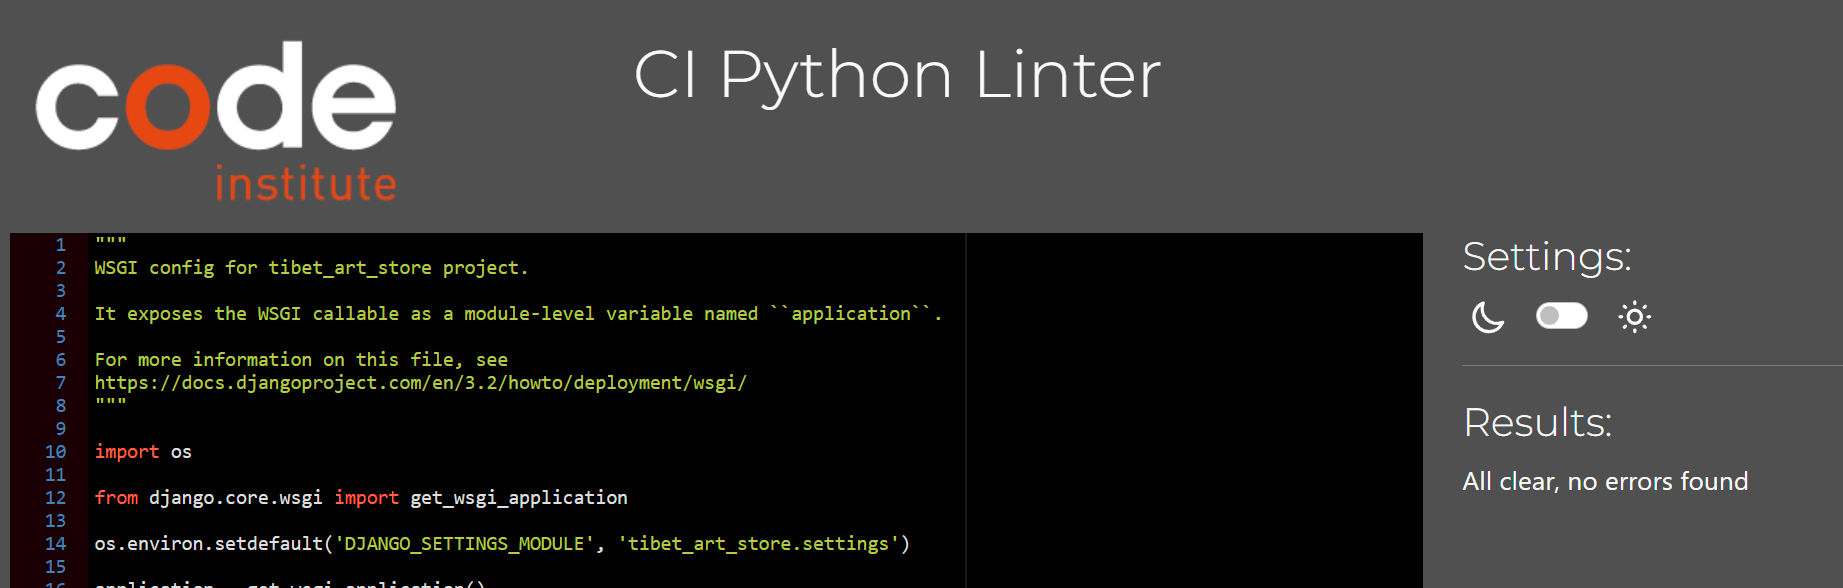 code
institute
CI Python Linter
1 """
2 WSGI config for tibet_art_store project.
3
4 It exposes the WSGI callable as a module-level variable named ``application``.
5
6 For more information on this file, see
7 https://docs.djangoproject.com/en/3.2/howto/deployment/wsgi/
8 """
9
10 import os
11
12 from django.core.wsgi import get_wsgi_application
13
14 os.environ.setdefault('DJANGO_SETTINGS_MODULE', 'tibet_art_store.settings')
15
16 application = get_wsgi_application()
Settings:
Results:
All clear, no errors found